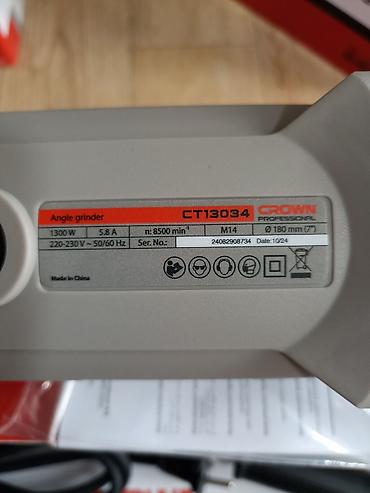 Angle grinder CT13034 CROWN
PROFESSIONAL
1300 W 5.8 A n: 8500 min⁻¹ M14 Ø 180 mm (7")
220-230 V ~ 50/60 Hz Ser. No.: 24082908734 Date:10/24
Made in China